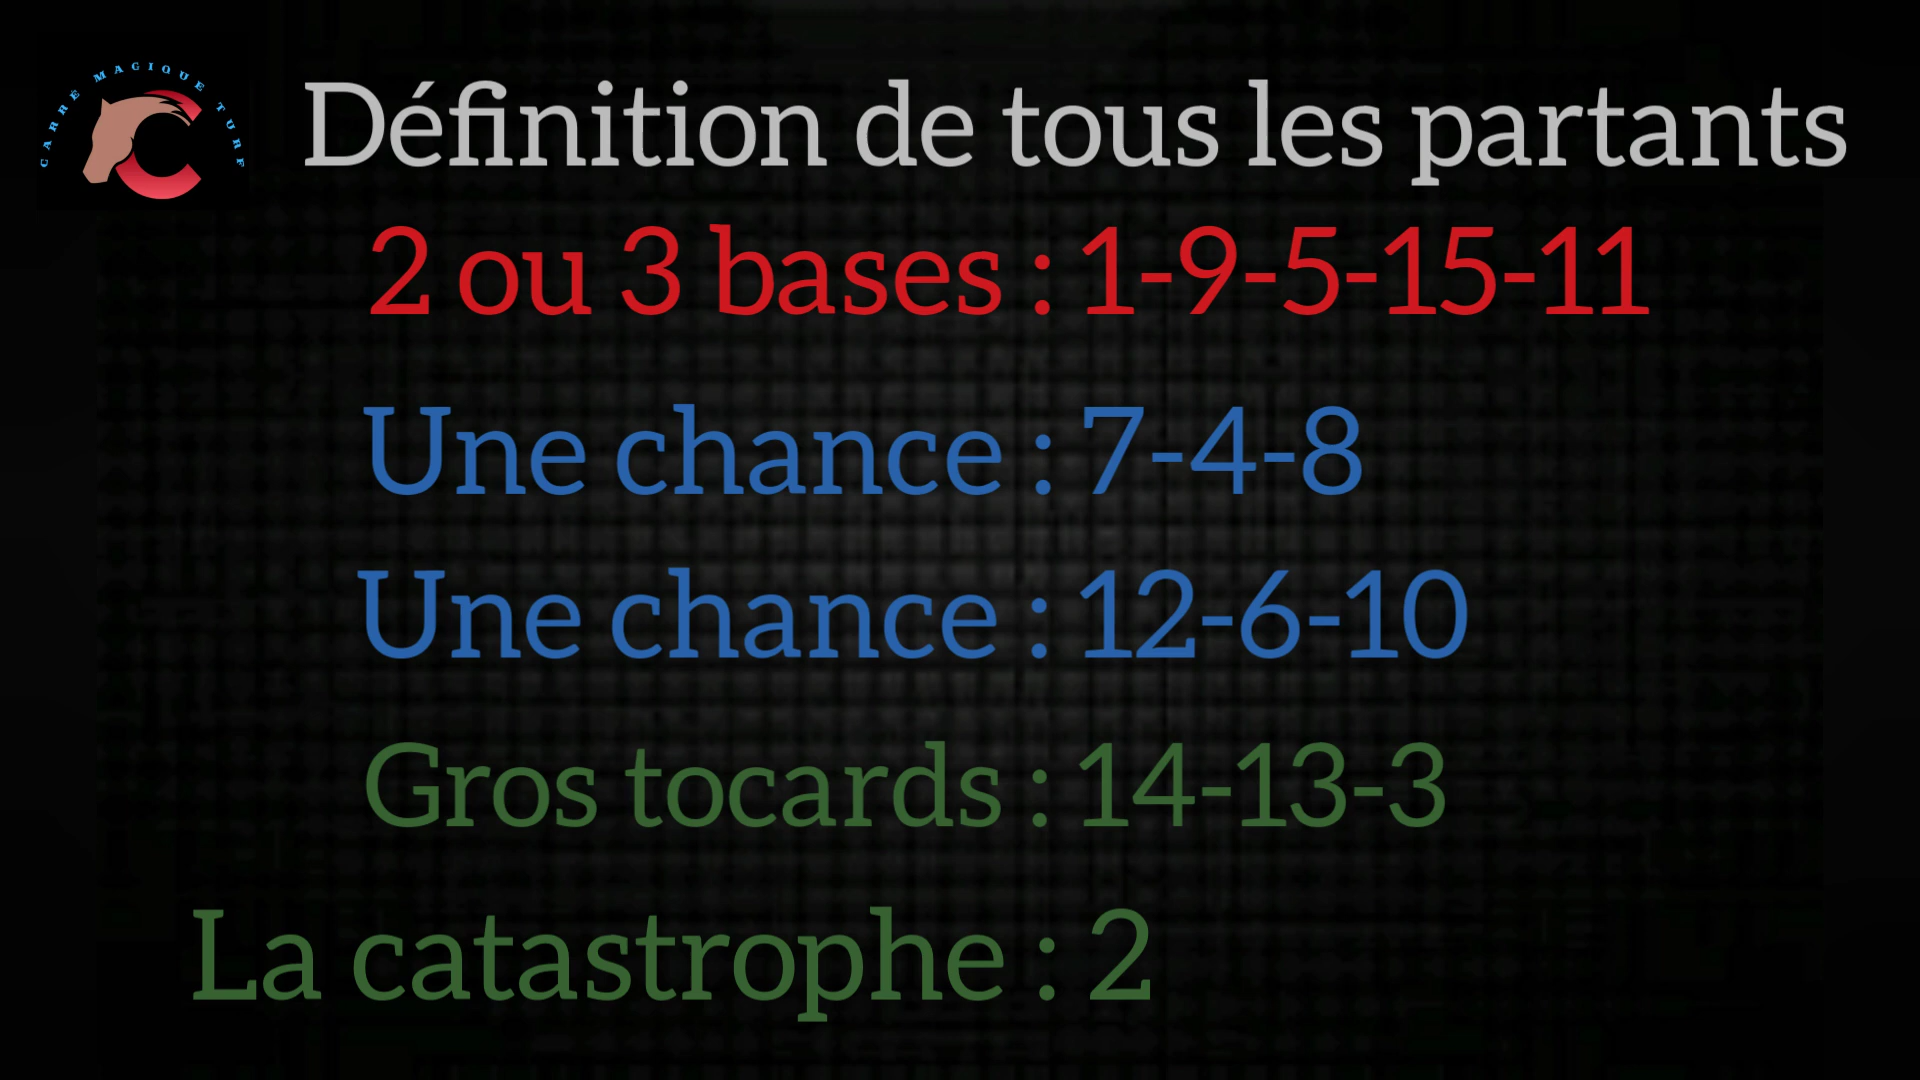 CARRÉ MAGIQUE TURF
Définition de tous les partants
2 ou 3 bases : 1-9-5-15-11
Une chance : 7-4-8
Une chance : 12-6-10
Gros tocards : 14-13-3
La catastrophe : 2